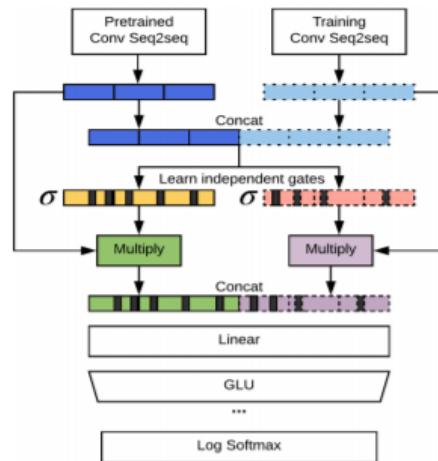 Pretrained
Conv Seq2seq
Training
Conv Seq2seq
Concat
Learn independent gates
σ
σ
Multiply
Multiply
Concat
Linear
GLU
...
Log Softmax